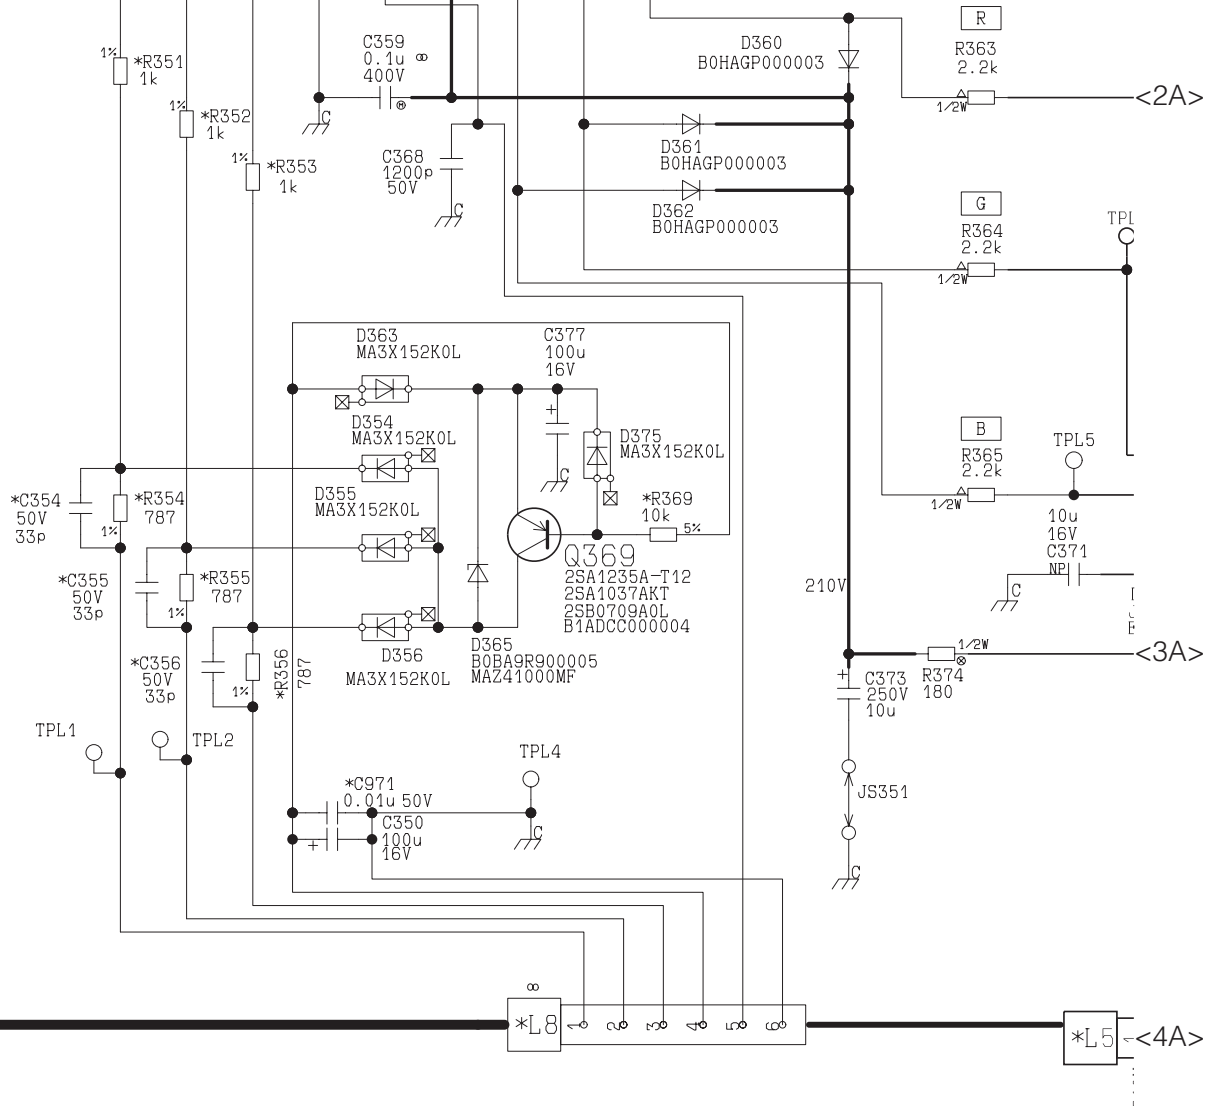 R
C359
0.1u
400V
C
D360
B0HAGP000003
R363
2.2k
1/2W
<2A>
1%
*R351
1k
1%
*R352
1k
1%
*R353
1k
D361
B0HAGP000003
C368
1200p
50V
C
D362
B0HAGP000003
G
R364
2.2k
1/2W
TPL
D363
MA3X152K0L
C377
100u
16V
+
C
D354
MA3X152K0L
D375
MA3X152K0L
B
R365
2.2k
1/2W
TPL5
10u
16V
C371
NP
C
*C354
50V
33p
*R354
787
1%
D355
MA3X152K0L
*R369
10k
5%
Q369
2SA1235A-T12
2SA1037AKT
2SB0709A0L
B1ADCC000004
*C355
50V
33p
*R355
787
1%
210V
*C356
50V
33p
1%
*R356
787
D356
MA3X152K0L
D365
B0BA9R900005
MAZ41000MF
1/2W
R374
180
<3A>
+
C373
250V
10u
JS351
C
TPL1
TPL2
TPL4
C
*C971
0.01u 50V
+
C350
100u
16V
*L8
1
2
3
4
5
6
*L5
1
<4A>